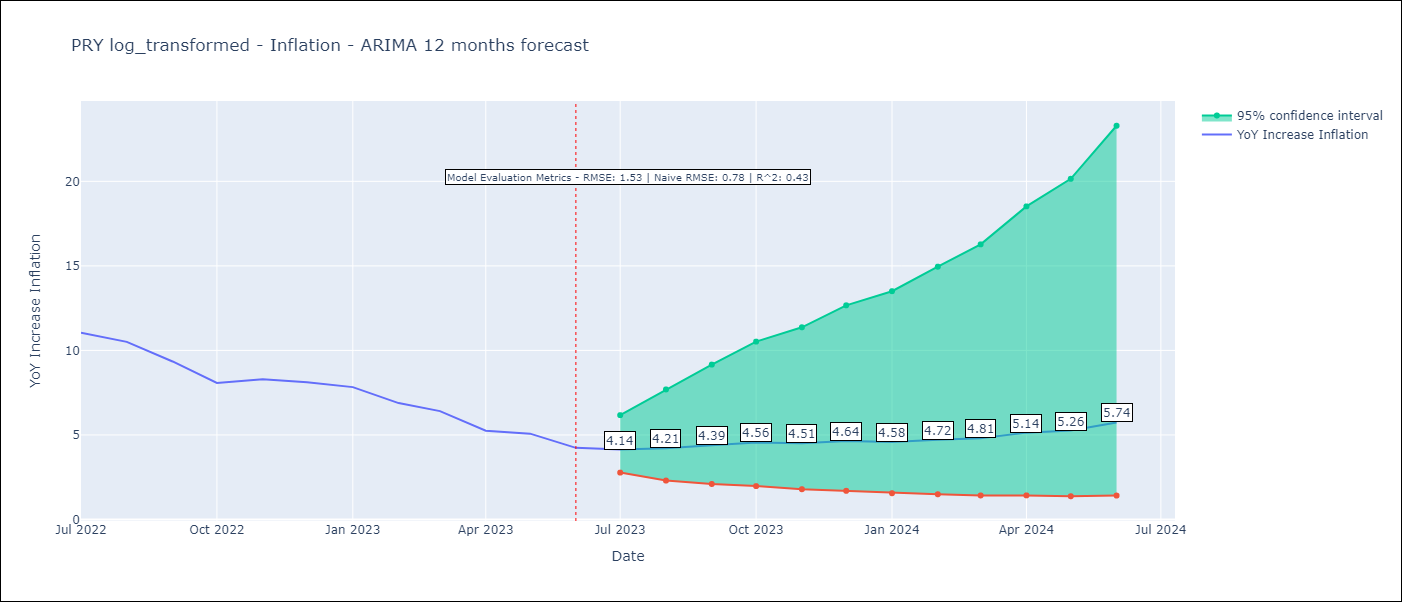 PRY log_transformed - Inflation - ARIMA 12 months forecast
95% confidence interval
YoY Increase Inflation
Model Evaluation Metrics - RMSE: 1.53 | Naive RMSE: 0.78 | R^2: 0.43
YoY Increase Inflation
20
15
10
5
0
4.14
4.21
4.39
4.56
4.51
4.64
4.58
4.72
4.81
5.14
5.26
5.74
Jul 2022
Oct 2022
Jan 2023
Apr 2023
Jul 2023
Oct 2023
Jan 2024
Apr 2024
Jul 2024
Date